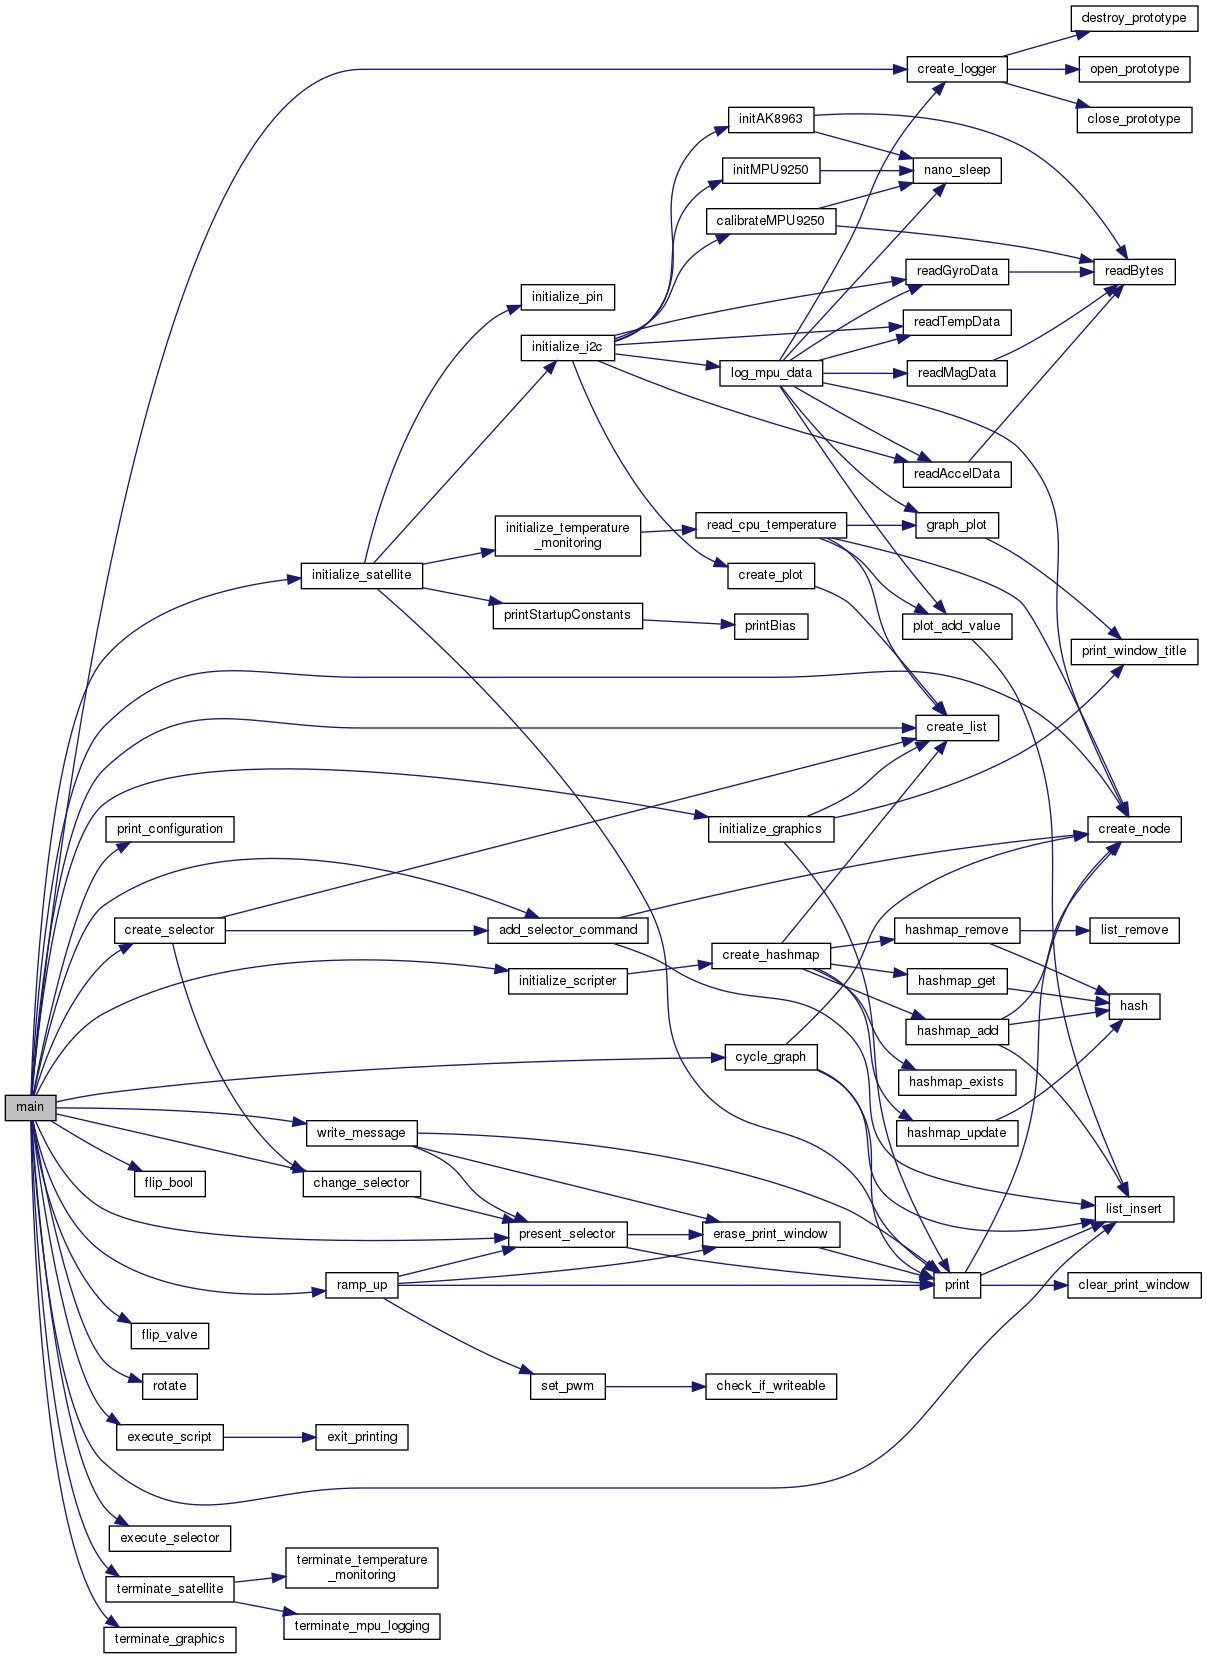 destroy_prototype
create_logger
open_prototype
close_prototype
initAK8963
initMPU9250
nano_sleep
calibrateMPU9250
readGyroData
readBytes
initialize_pin
readTempData
initialize_i2c
log_mpu_data
readMagData
readAccelData
initialize_temperature
_monitoring
read_cpu_temperature
graph_plot
initialize_satellite
create_plot
printStartupConstants
printBias
plot_add_value
print_window_title
create_list
print_configuration
initialize_graphics
create_node
create_selector
add_selector_command
hashmap_remove
list_remove
create_hashmap
initialize_scripter
hashmap_get
hash
hashmap_add
cycle_graph
hashmap_exists
main
write_message
hashmap_update
flip_bool
change_selector
list_insert
present_selector
erase_print_window
ramp_up
print
clear_print_window
flip_valve
rotate
set_pwm
check_if_writeable
execute_script
exit_printing
execute_selector
terminate_temperature
_monitoring
terminate_satellite
terminate_mpu_logging
terminate_graphics